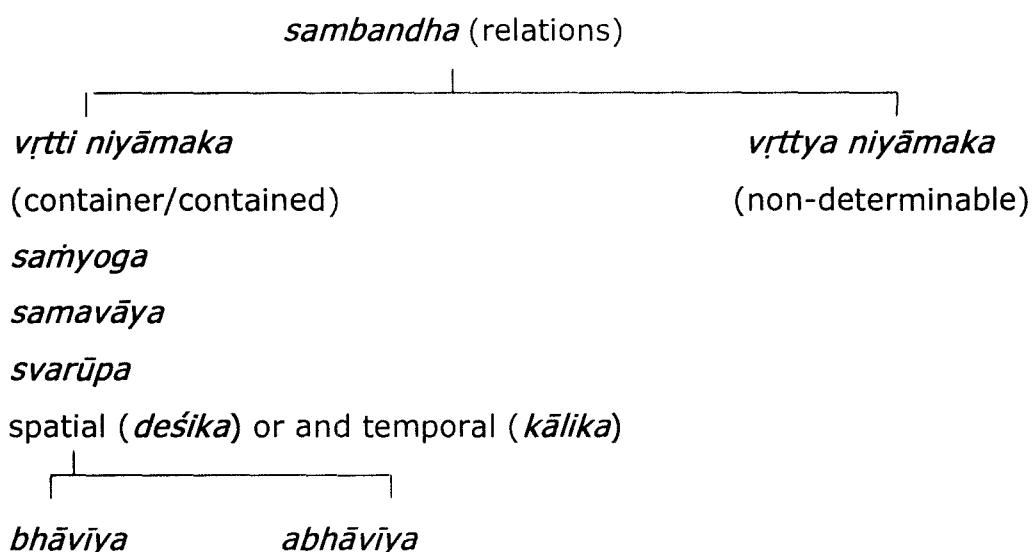 sambandha (relations)
vṛtti niyāmaka vṛttya niyāmaka
(container/contained) (non-determinable)
saṁyoga
samavāya
svarūpa
spatial (deśika) or and temporal (kālika)
bhāvīya abhāvīya